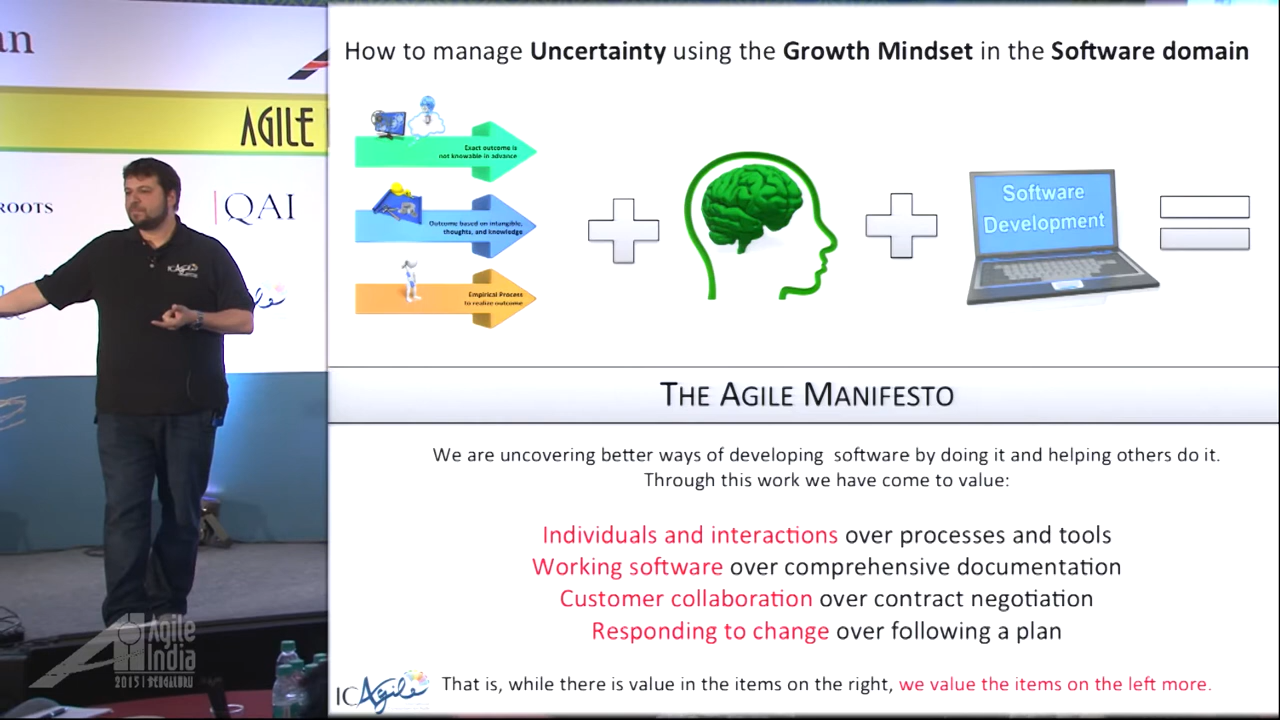 an
AGILE
ROOTS
QAI
ICAgile
How to manage Uncertainty using the Growth Mindset in the Software domain
Exact outcome is
not knowable in advance
Outcome based on intangible,
thoughts, and knowledge
Empirical Process
to realize outcome
Software
Development
THE AGILE MANIFESTO
We are uncovering better ways of developing software by doing it and helping others do it.
Through this work we have come to value:
Individuals and interactions over processes and tools
Working software over comprehensive documentation
Customer collaboration over contract negotiation
Responding to change over following a plan
ICAgile
That is, while there is value in the items on the right, we value the items on the left more.
Agile
India
2015 | BENGALURU